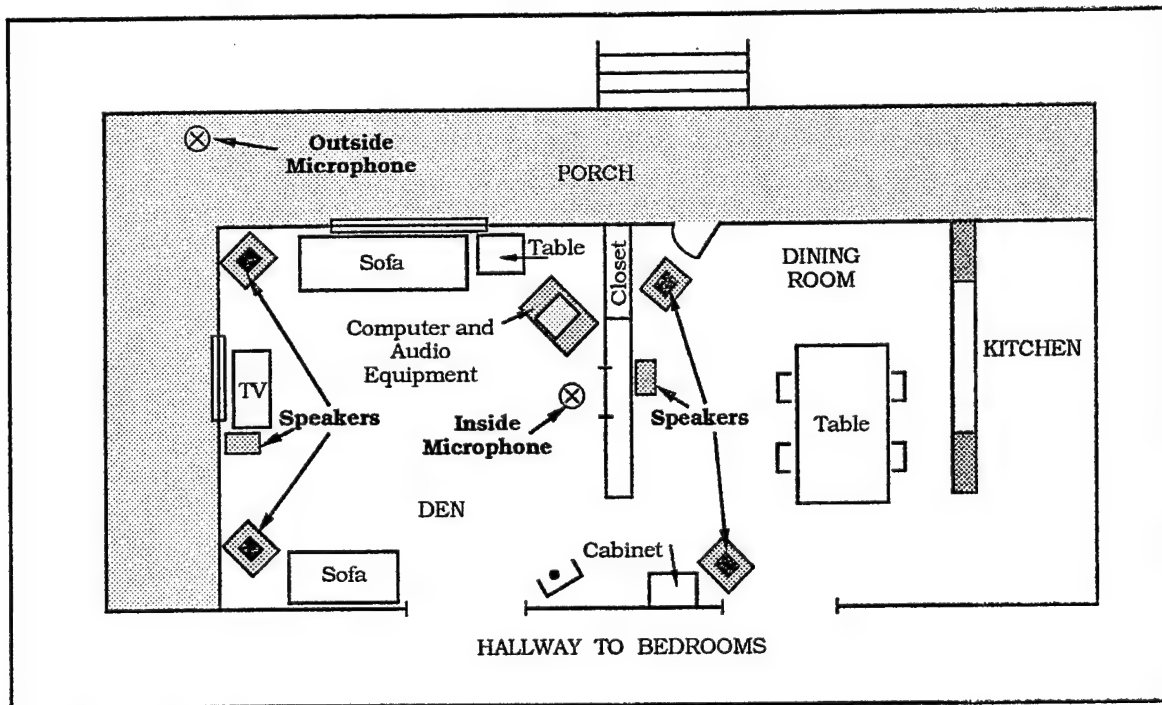 Outside
Microphone
PORCH
Table
Sofa
Closet
DINING
ROOM
Computer and
Audio
Equipment
KITCHEN
TV
Speakers
Inside
Microphone
Speakers
Table
DEN
Cabinet
Sofa
HALLWAY TO BEDROOMS